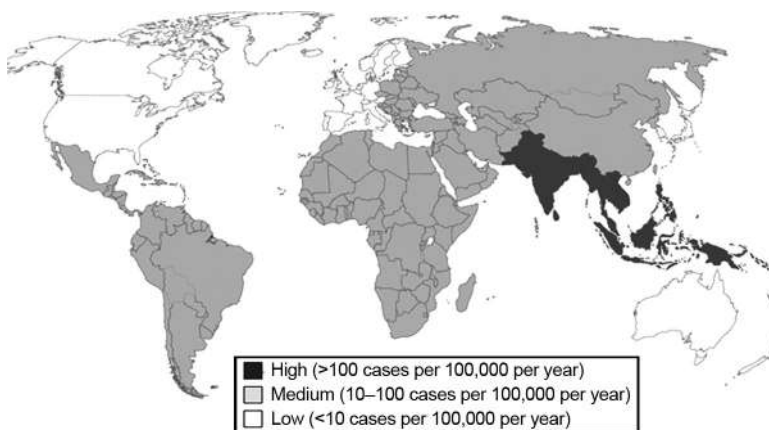 High (>100 cases per 100,000 per year)
Medium (10–100 cases per 100,000 per year)
Low (<10 cases per 100,000 per year)